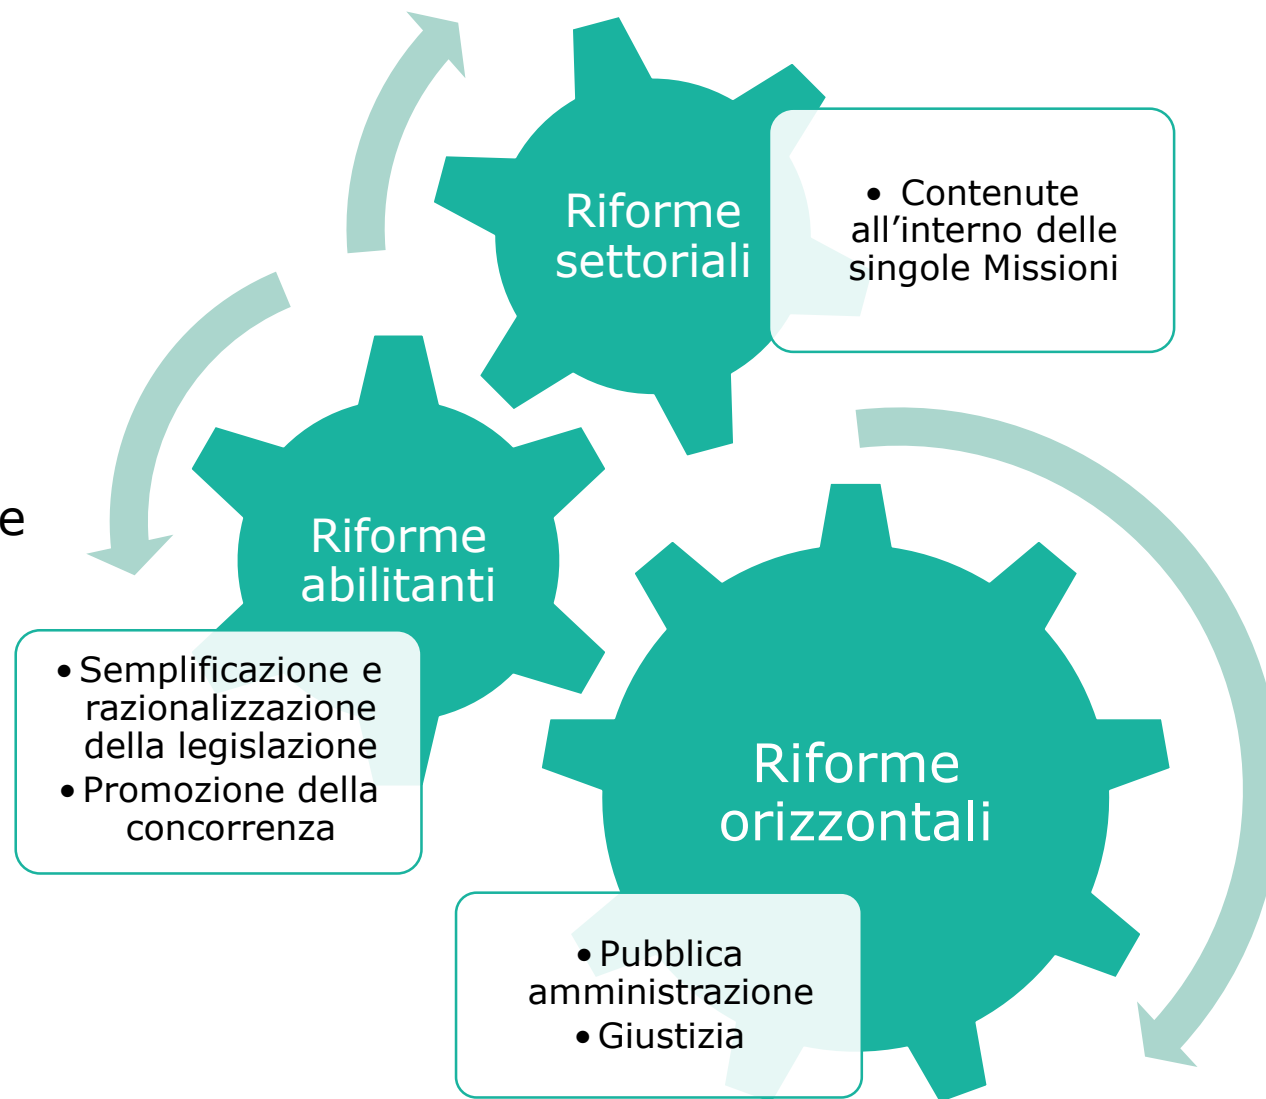 Riforme
settoriali
• Contenute
all’interno delle
singole Missioni
e
Riforme
abilitanti
• Semplificazione e
razionalizzazione
della legislazione
• Promozione della
concorrenza
Riforme
orizzontali
• Pubblica
amministrazione
• Giustizia